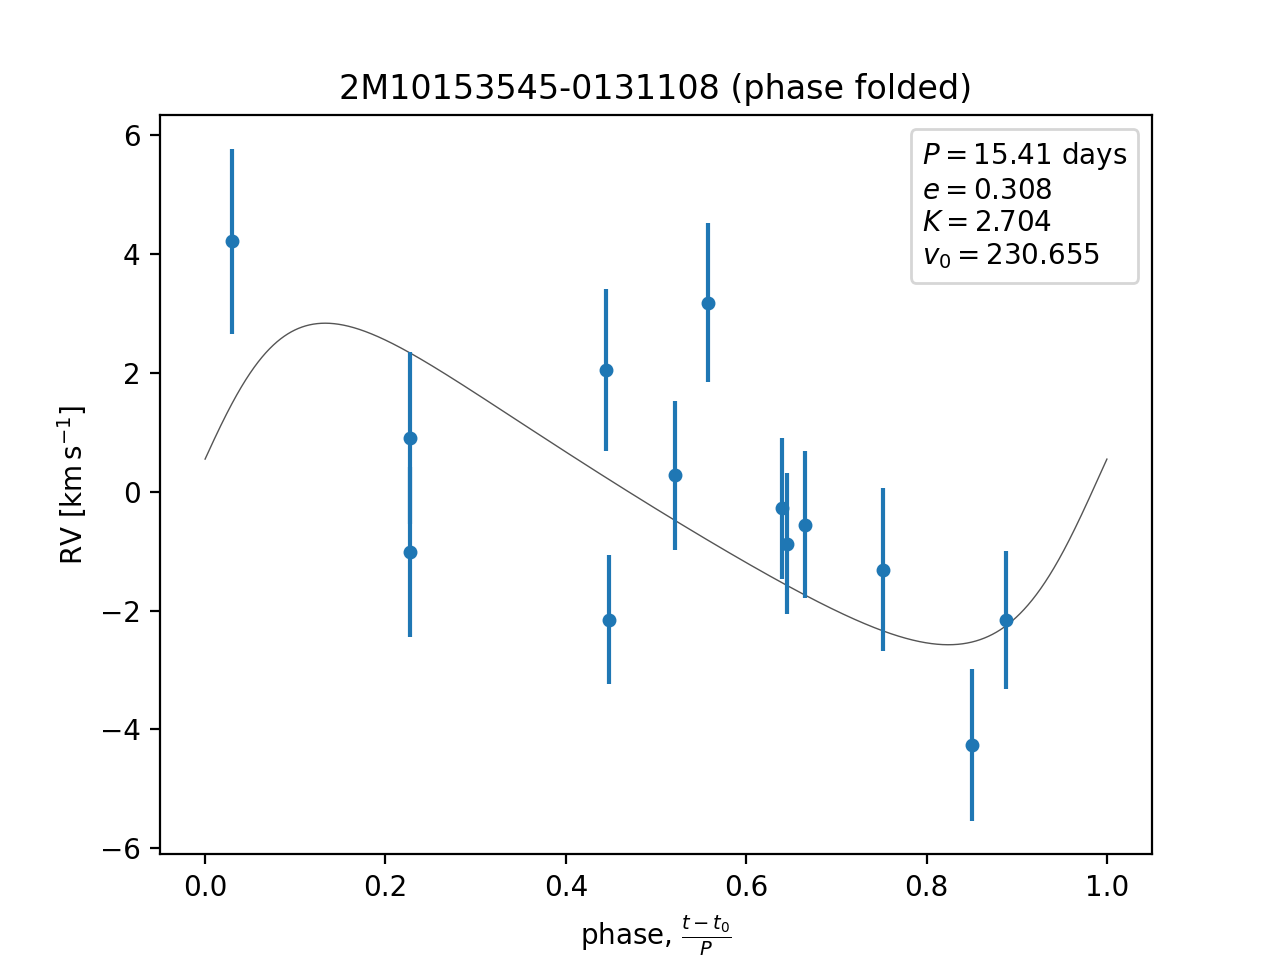 2M10153545-0131108 (phase folded)
P = 15.41 days
e = 0.308
K = 2.704
v₀ = 230.655
6
4
2
0
−2
−4
−6
RV [km s⁻¹]
0.0 0.2 0.4 0.6 0.8 1.0
phase, (t − t₀)/P